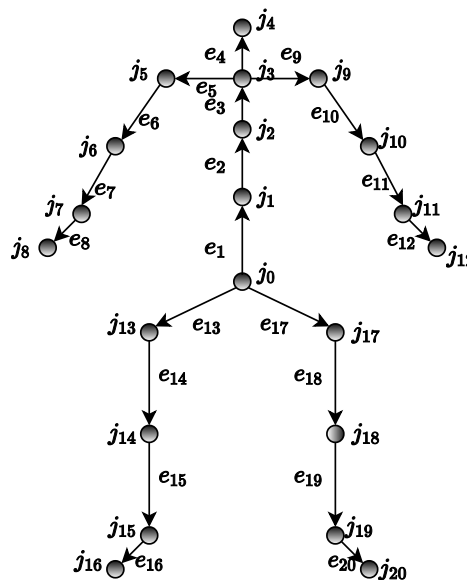 j₄
e₄ e₉
j₅ j₃ j₉
e₅
e₃
e₆ j₂ e₁₀
j₆ j₁₀
e₂
e₇ e₁₁
j₇ j₁ j₁₁
e₈ e₁₂
j₈ e₁ j₁₂
j₀
j₁₃ e₁₃ e₁₇ j₁₇
e₁₄ e₁₈
j₁₄ j₁₈
e₁₅ e₁₉
j₁₅ j₁₉
j₁₆ e₁₆ e₂₀ j₂₀